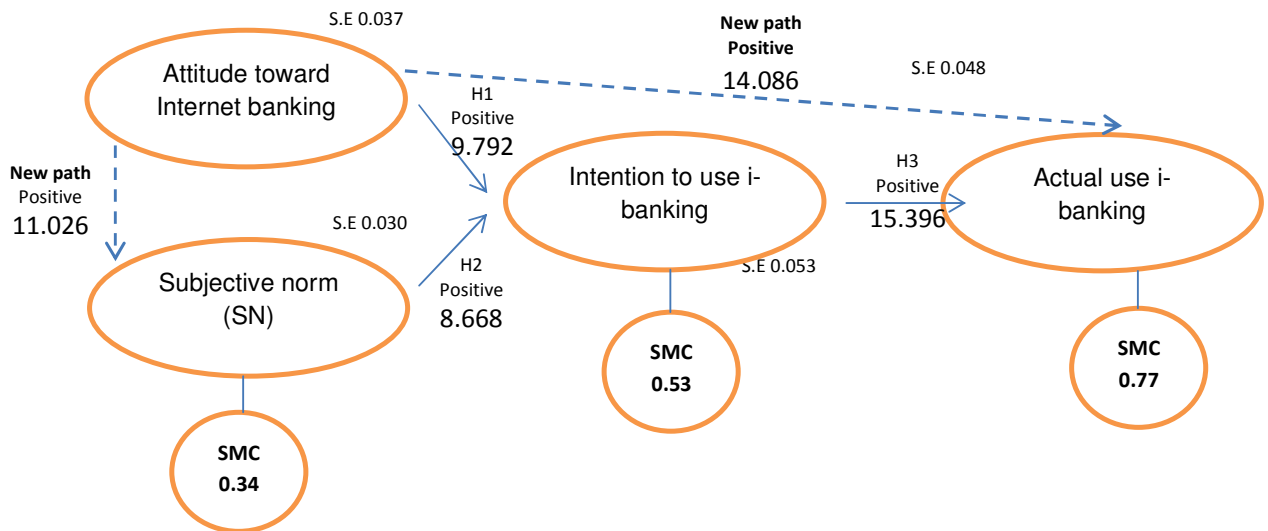 S.E 0.037
Attitude toward
Internet banking
New path
Positive
14.086
S.E 0.048
H1
Positive
9.792
New path
Positive
11.026
Intention to use i-
banking
H3
Positive
15.396
Actual use i-
banking
S.E 0.030
Subjective norm
(SN)
H2
Positive
8.668
S.E 0.053
SMC
0.34
SMC
0.53
SMC
0.77